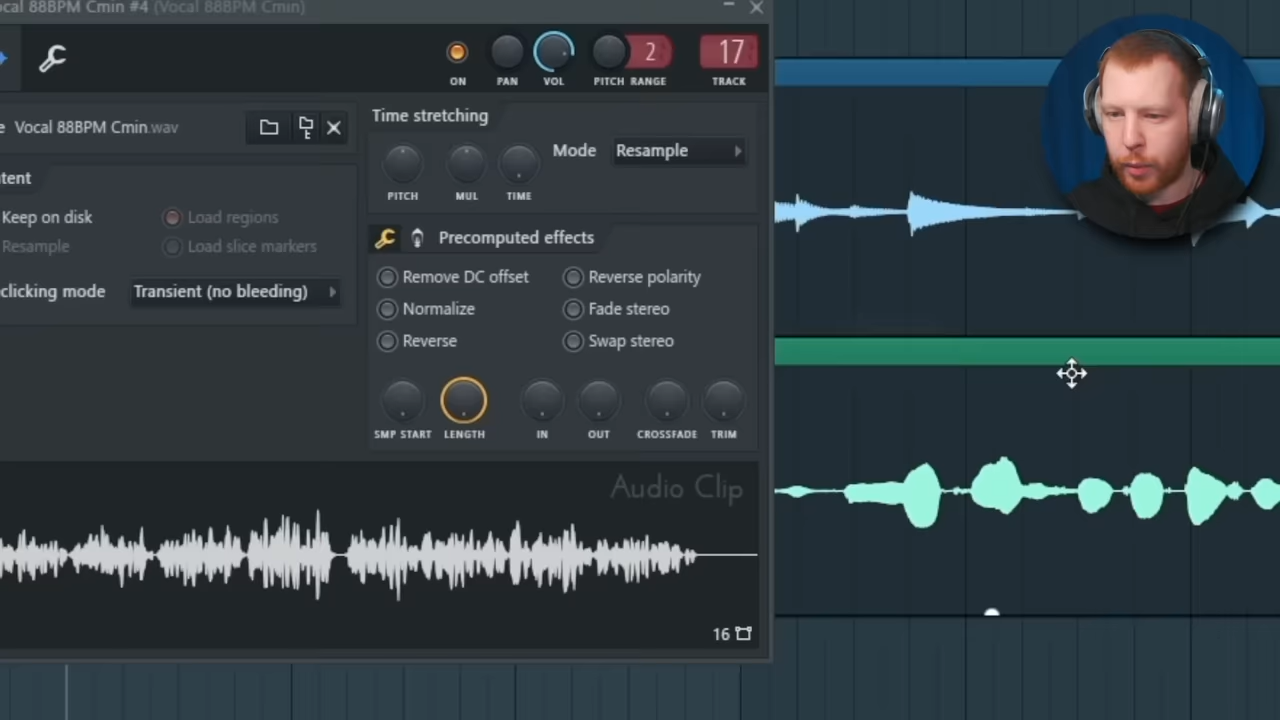 ocal 88BPM Cmin #4 (Vocal 88BPM Cmin)
2
17
ON PAN VOL PITCH RANGE TRACK
e Vocal 88BPM Cmin.wav
Time stretching
Mode Resample
PITCH MUL TIME
tent
Keep on disk Load regions
Resample Load slice markers
clicking mode Transient (no bleeding)
Precomputed effects
Remove DC offset Reverse polarity
Normalize Fade stereo
Reverse Swap stereo
SMP START LENGTH IN OUT CROSSFADE TRIM
Audio Clip
16